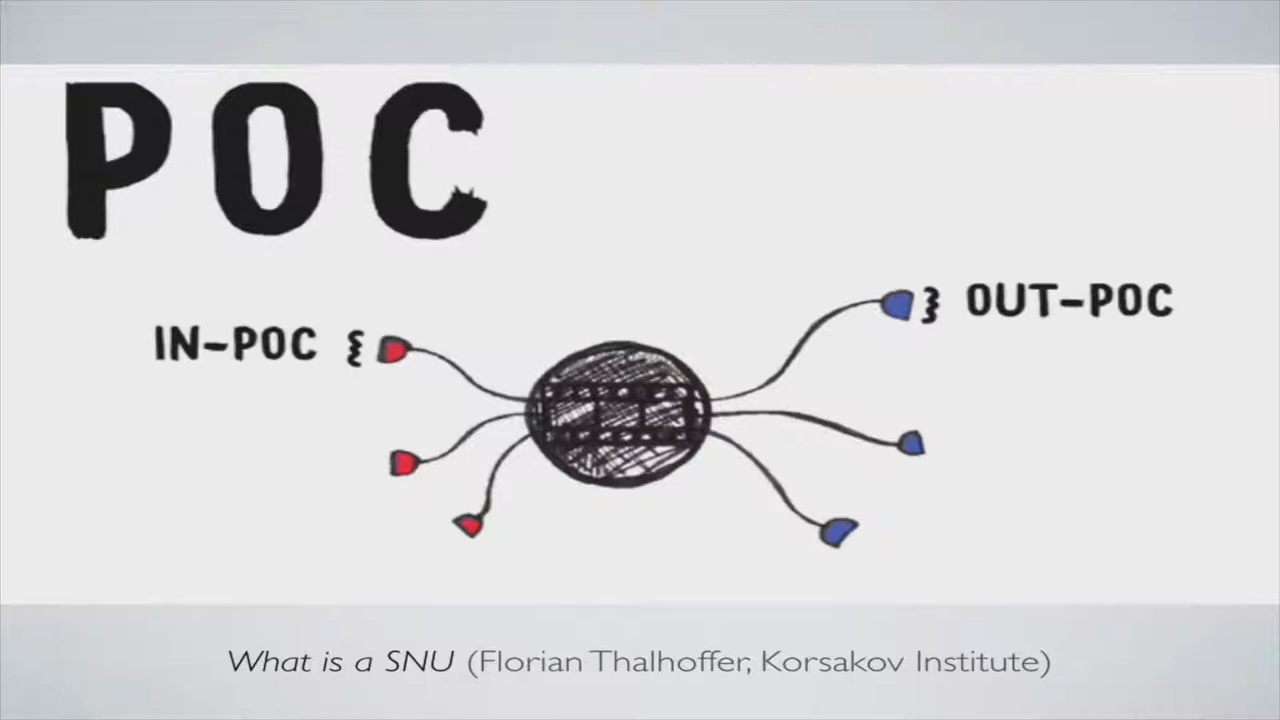 POC
IN-POC
OUT-POC
What is a SNU (Florian Thalhoffer, Korsakov Institute)